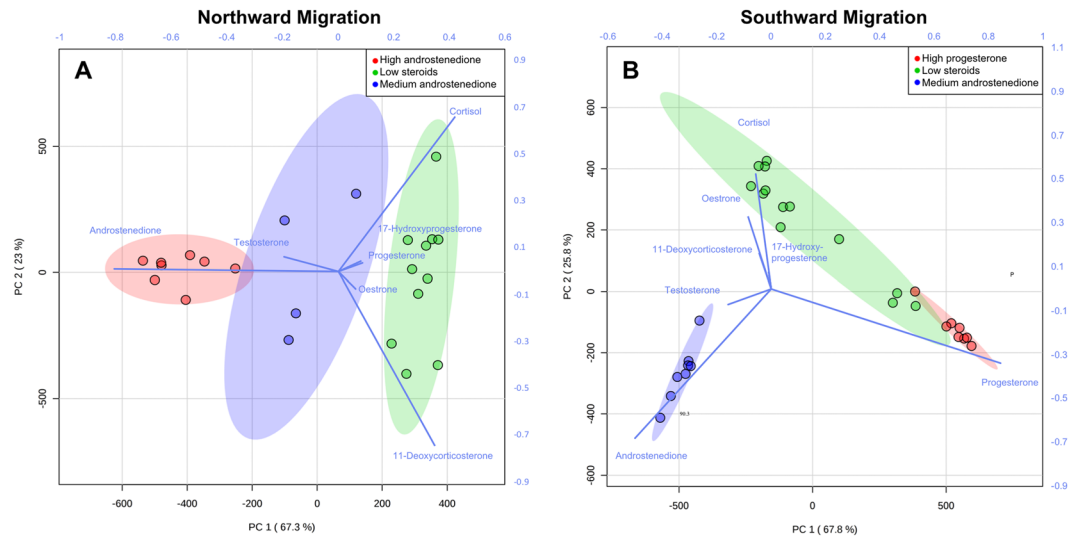 Northward Migration
-1
-0.8
-0.6
-0.4
-0.2
0
0.2
0.4
0.6
A
High androstenedione
Low steroids
Medium androstenedione
0.9
0.7
0.5
0.3
0.1
-0.1
-0.3
-0.5
-0.7
-0.9
500
0
-500
PC 2 ( 23 %)
Cortisol
Androstenedione
Testosterone
17-Hydroxyprogesterone
Progesterone
Oestrone
11-Deoxycorticosterone
-600
-400
-200
0
200
400
PC 1 ( 67.3 %)
Southward Migration
-0.6
-0.4
-0.2
0
0.2
0.4
0.6
0.8
1
B
High progesterone
Low steroids
Medium androstenedione
1.1
0.9
0.7
0.5
0.3
0.1
-0.1
-0.3
-0.5
-0.7
-0.9
600
400
200
0
-200
-400
-600
PC 2 ( 25.8 %)
Cortisol
Oestrone
11-Deoxycorticosterone
17-Hydroxy-
progesterone
Testosterone
P
Progesterone
Androstenedione
-500
0
500
PC 1 ( 67.8 %)